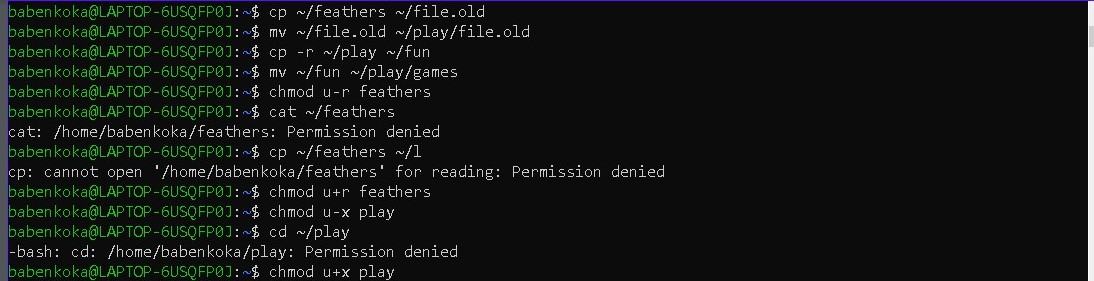 babenkoka@LAPTOP-6USQFP0J:~$ cp ~/feathers ~/file.old
babenkoka@LAPTOP-6USQFP0J:~$ mv ~/file.old ~/play/file.old
babenkoka@LAPTOP-6USQFP0J:~$ cp -r ~/play ~/fun
babenkoka@LAPTOP-6USQFP0J:~$ mv ~/fun ~/play/games
babenkoka@LAPTOP-6USQFP0J:~$ chmod u-r feathers
babenkoka@LAPTOP-6USQFP0J:~$ cat ~/feathers
cat: /home/babenkoka/feathers: Permission denied
babenkoka@LAPTOP-6USQFP0J:~$ cp ~/feathers ~/l
cp: cannot open '/home/babenkoka/feathers' for reading: Permission denied
babenkoka@LAPTOP-6USQFP0J:~$ chmod u+r feathers
babenkoka@LAPTOP-6USQFP0J:~$ chmod u-x play
babenkoka@LAPTOP-6USQFP0J:~$ cd ~/play
-bash: cd: /home/babenkoka/play: Permission denied
babenkoka@LAPTOP-6USQFP0J:~$ chmod u+x play